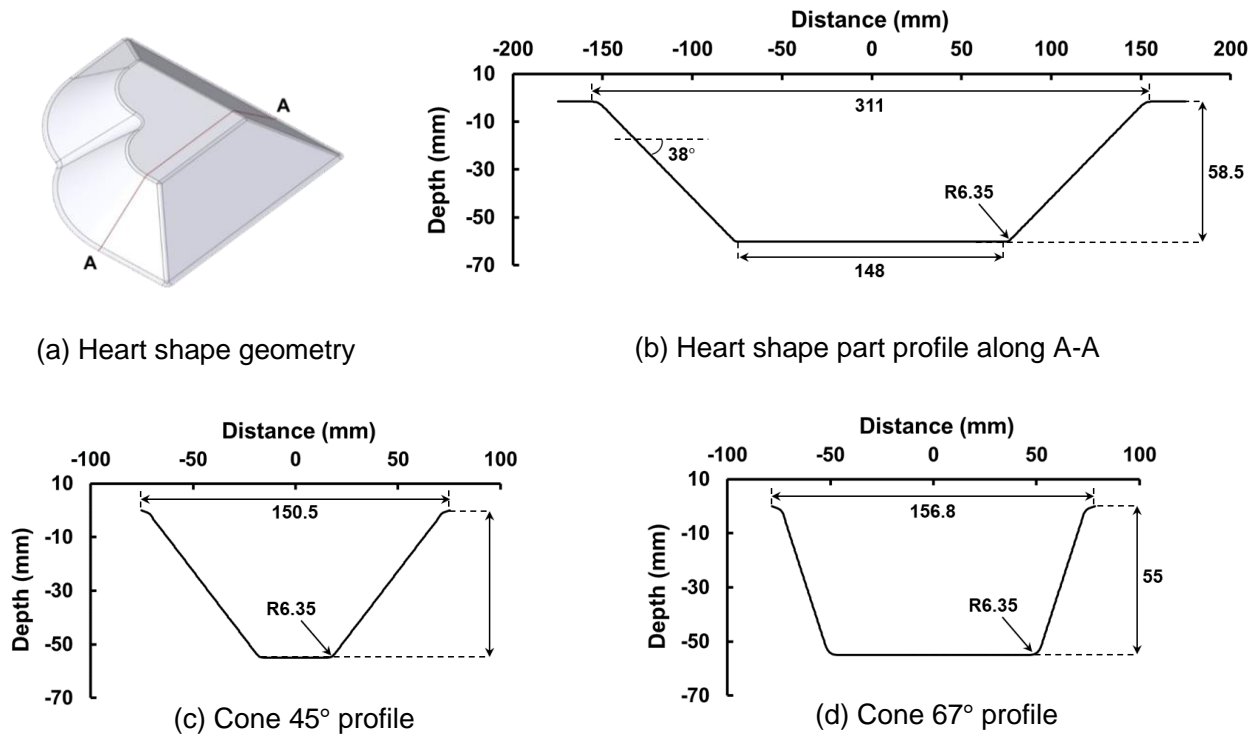 A
A
(a) Heart shape geometry
Distance (mm)
-200 -150 -100 -50 0 50 100 150 200
10
-10
-30
-50
-70
Depth (mm)
311
38°
R6.35
58.5
148
(b) Heart shape part profile along A-A
Distance (mm)
-100 -50 0 50 100
10
-10
-30
-50
-70
Depth (mm)
150.5
R6.35
(c) Cone 45° profile
Distance (mm)
-100 -50 0 50 100
10
-10
-30
-50
-70
Depth (mm)
156.8
R6.35
55
(d) Cone 67° profile